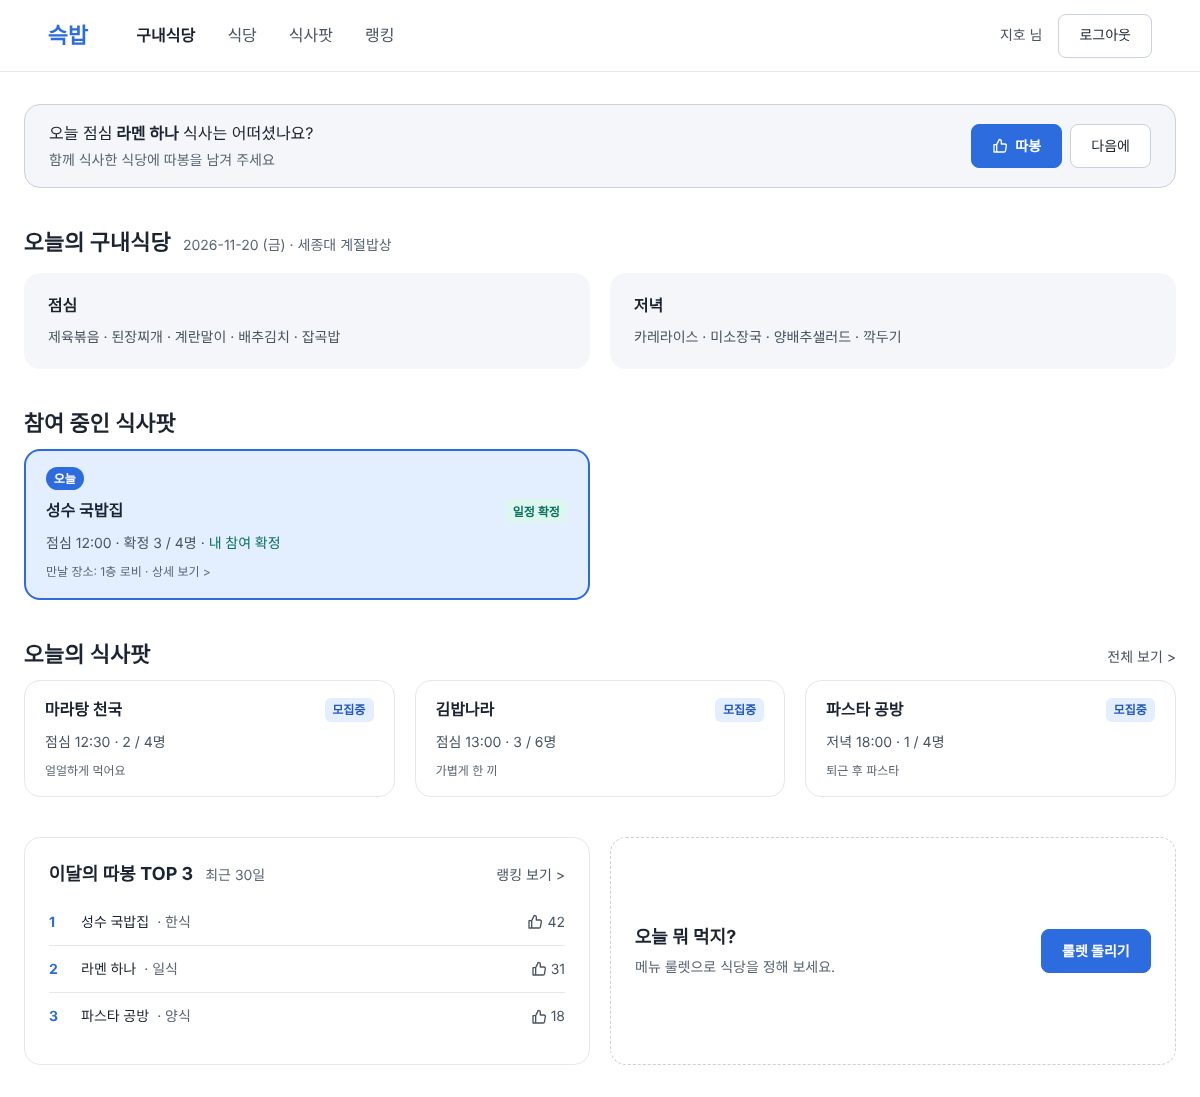 슥밥 구내식당 식당 식사팟 랭킹 지호 님 로그아웃
오늘 점심 라멘 하나 식사는 어떠셨나요?
함께 식사한 식당에 따봉을 남겨 주세요
따봉 다음에
오늘의 구내식당 2026-11-20 (금) · 세종대 계절밥상
점심
제육볶음 · 된장찌개 · 계란말이 · 배추김치 · 잡곡밥
저녁
카레라이스 · 미소장국 · 양배추샐러드 · 깍두기
참여 중인 식사팟
오늘
성수 국밥집 일정 확정
점심 12:00 · 확정 3 / 4명 · 내 참여 확정
만날 장소: 1층 로비 · 상세 보기 >
오늘의 식사팟 전체 보기 >
마라탕 천국 모집중
점심 12:30 · 2 / 4명
얼얼하게 먹어요
김밥나라 모집중
점심 13:00 · 3 / 6명
가볍게 한 끼
파스타 공방 모집중
저녁 18:00 · 1 / 4명
퇴근 후 파스타
이달의 따봉 TOP 3 최근 30일 랭킹 보기 >
1 성수 국밥집 · 한식 42
2 라멘 하나 · 일식 31
3 파스타 공방 · 양식 18
오늘 뭐 먹지?
메뉴 룰렛으로 식당을 정해 보세요.
룰렛 돌리기